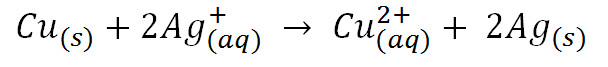 Cu(s) + 2Ag⁺(aq) → Cu²⁺(aq) + 2Ag(s)